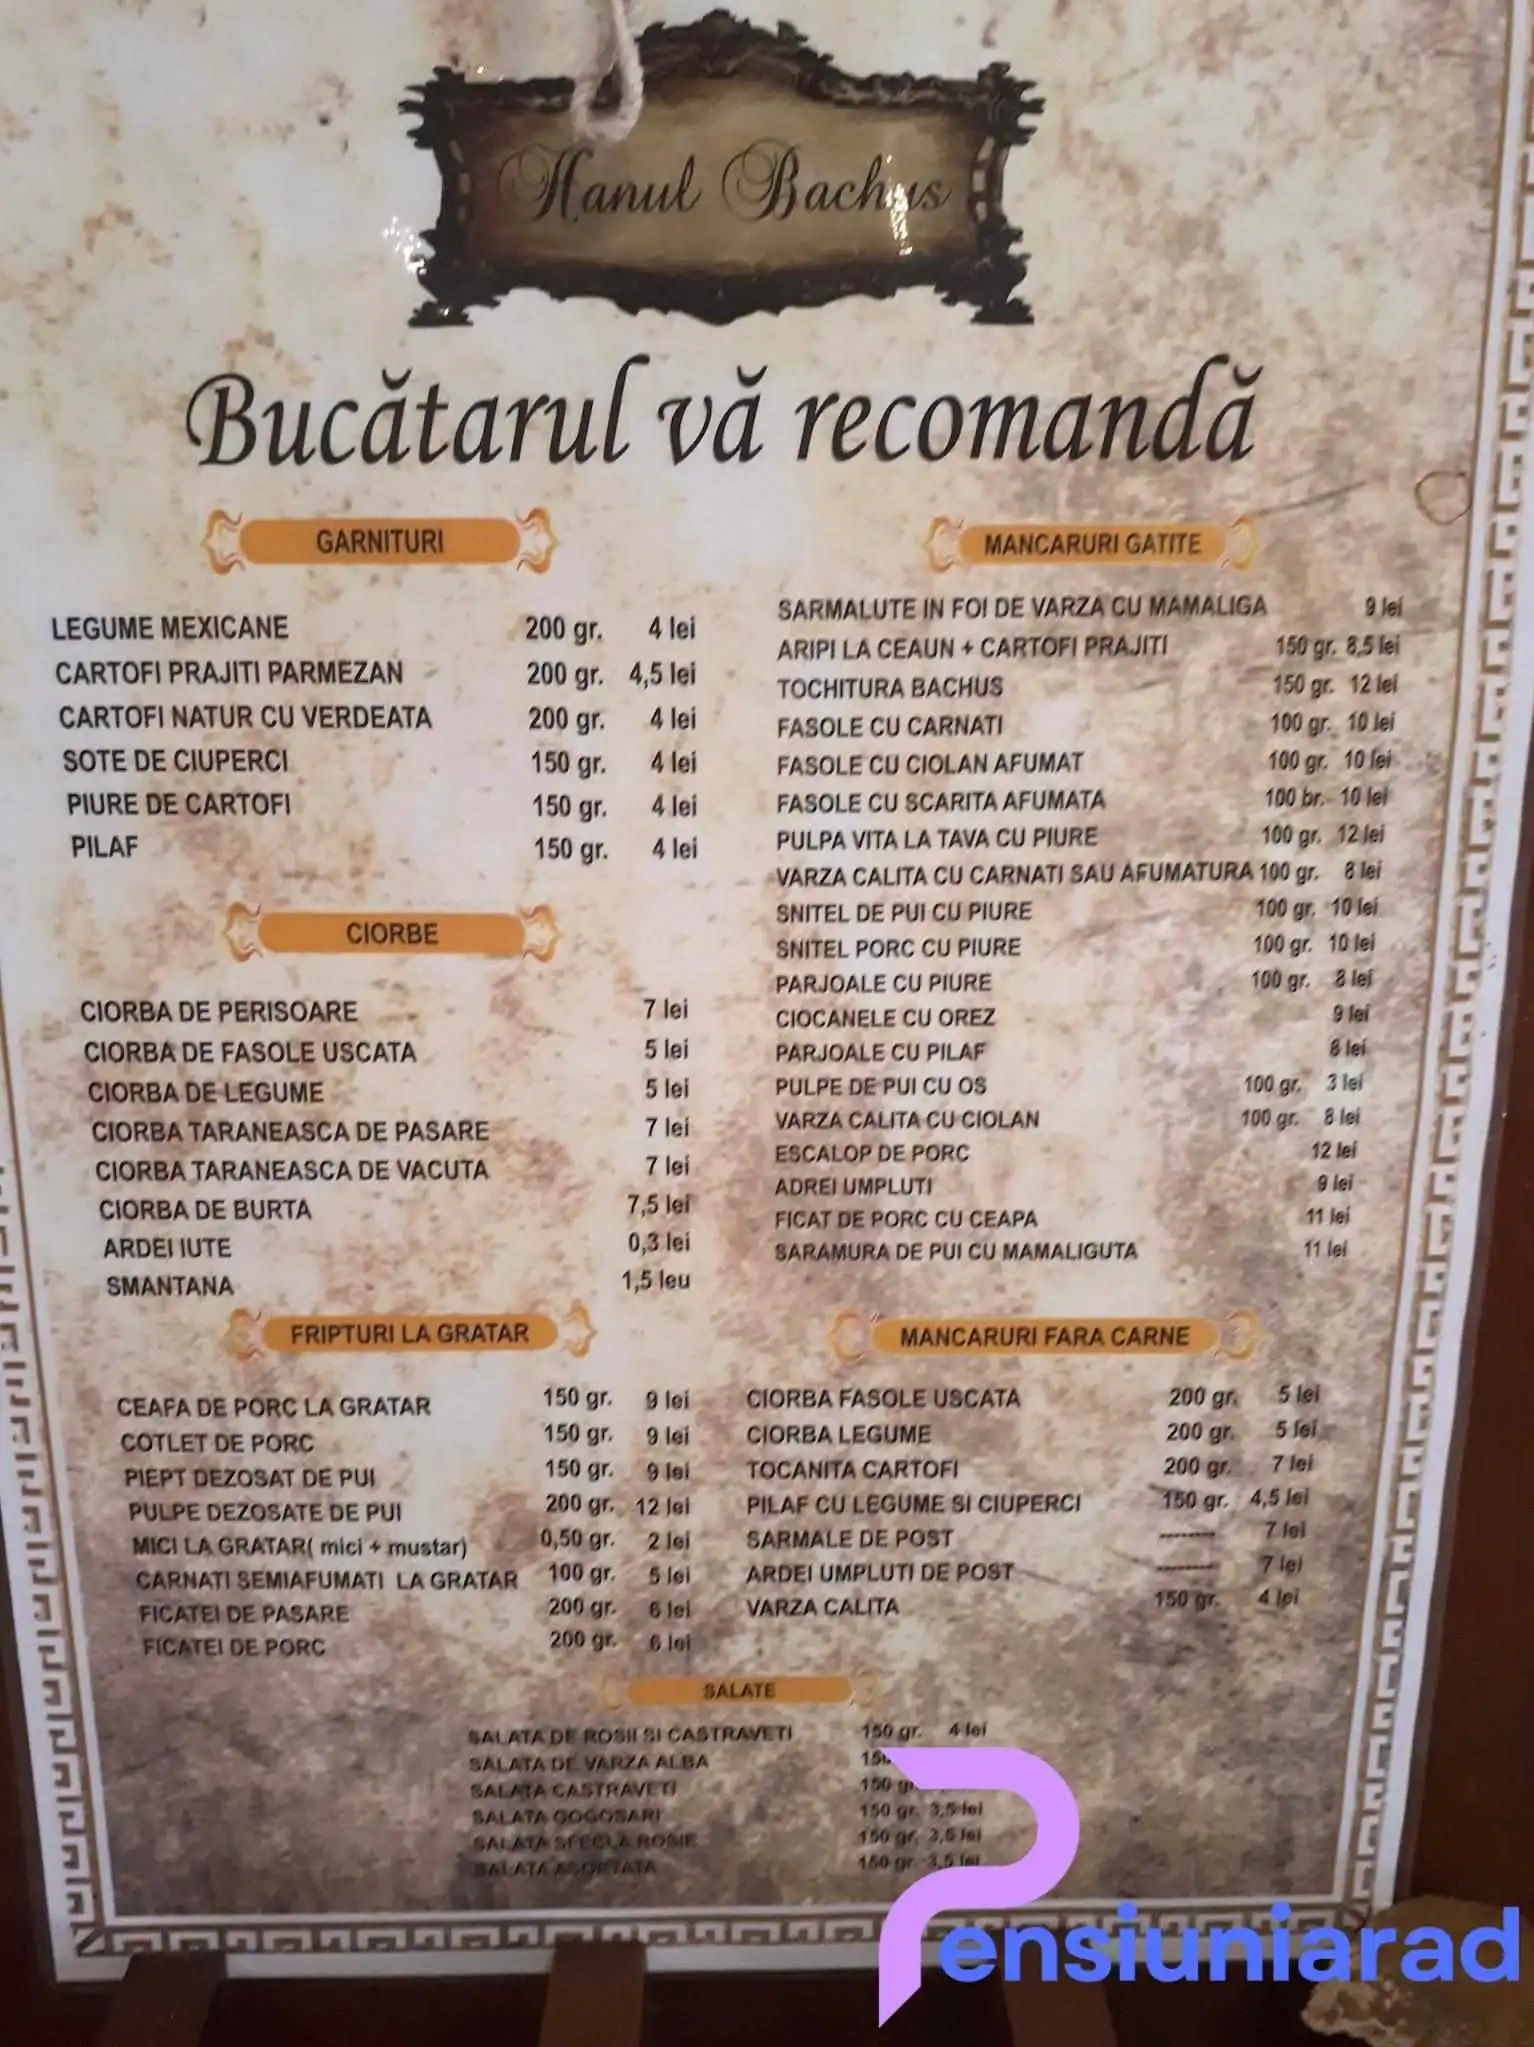 Hanul Bachus
Bucătarul vă recomandă
GARNITURI
LEGUME MEXICANE 200 gr. 4 lei
CARTOFI PRAJITI PARMEZAN 200 gr. 4,5 lei
CARTOFI NATUR CU VERDEATA 200 gr. 4 lei
SOTE DE CIUPERCI 150 gr. 4 lei
PIURE DE CARTOFI 150 gr. 4 lei
PILAF 150 gr. 4 lei
CIORBE
CIORBA DE PERISOARE 7 lei
CIORBA DE FASOLE USCATA 5 lei
CIORBA DE LEGUME 5 lei
CIORBA TARANEASCA DE PASARE 7 lei
CIORBA TARANEASCA DE VACUTA 7 lei
CIORBA DE BURTA 7,5 lei
ARDEI IUTE 0,3 lei
SMANTANA 1,5 leu
FRIPTURI LA GRATAR
CEAFA DE PORC LA GRATAR 150 gr. 9 lei
COTLET DE PORC 150 gr. 9 lei
PIEPT DEZOSAT DE PUI 150 gr. 9 lei
PULPE DEZOSATE DE PUI 200 gr. 12 lei
MICI LA GRATAR( mici + mustar) 0,50 gr. 2 lei
CARNATI SEMIAFUMATI LA GRATAR 100 gr. 5 lei
FICATEI DE PASARE 200 gr. 6 lei
FICATEI DE PORC 200 gr. 6 lei
MANCARURI GATITE
SARMALUTE IN FOI DE VARZA CU MAMALIGA 9 lei
ARIPI LA CEAUN + CARTOFI PRAJITI 150 gr. 8,5 lei
TOCHITURA BACHUS 150 gr. 12 lei
FASOLE CU CARNATI 100 gr. 10 lei
FASOLE CU CIOLAN AFUMAT 100 gr. 10 lei
FASOLE CU SCARITA AFUMATA 100 br. 10 lei
PULPA VITA LA TAVA CU PIURE 100 gr. 12 lei
VARZA CALITA CU CARNATI SAU AFUMATURA 100 gr. 8 lei
SNITEL DE PUI CU PIURE 100 gr. 10 lei
SNITEL PORC CU PIURE 100 gr. 10 lei
PARJOALE CU PIURE 100 gr. 8 lei
CIOCANELE CU OREZ 9 lei
PARJOALE CU PILAF 8 lei
PULPE DE PUI CU OS 100 gr. 3 lei
VARZA CALITA CU CIOLAN 100 gr. 8 lei
ESCALOP DE PORC 12 lei
ADREI UMPLUTI 9 lei
FICAT DE PORC CU CEAPA 11 lei
SARAMURA DE PUI CU MAMALIGUTA 11 lei
MANCARURI FARA CARNE
CIORBA FASOLE USCATA 200 gr. 5 lei
CIORBA LEGUME 200 gr. 5 lei
TOCANITA CARTOFI 200 gr. 7 lei
PILAF CU LEGUME SI CIUPERCI 150 gr. 4,5 lei
SARMALE DE POST -------- 7 lei
ARDEI UMPLUTI DE POST -------- 7 lei
VARZA CALITA 150 gr. 4 lei
SALATE
SALATA DE ROSII SI CASTRAVETI 150 gr. 4 lei
SALATA DE VARZA ALBA
SALATA CASTRAVETI 150 gr.
SALATA GOGOSARI 150 gr. 3,5 lei
SALATA SFECLA ROSIE 150 gr. 3,5 lei
SALATA ASORTATA 150 gr. 3,5 lei
Pensiuniarad